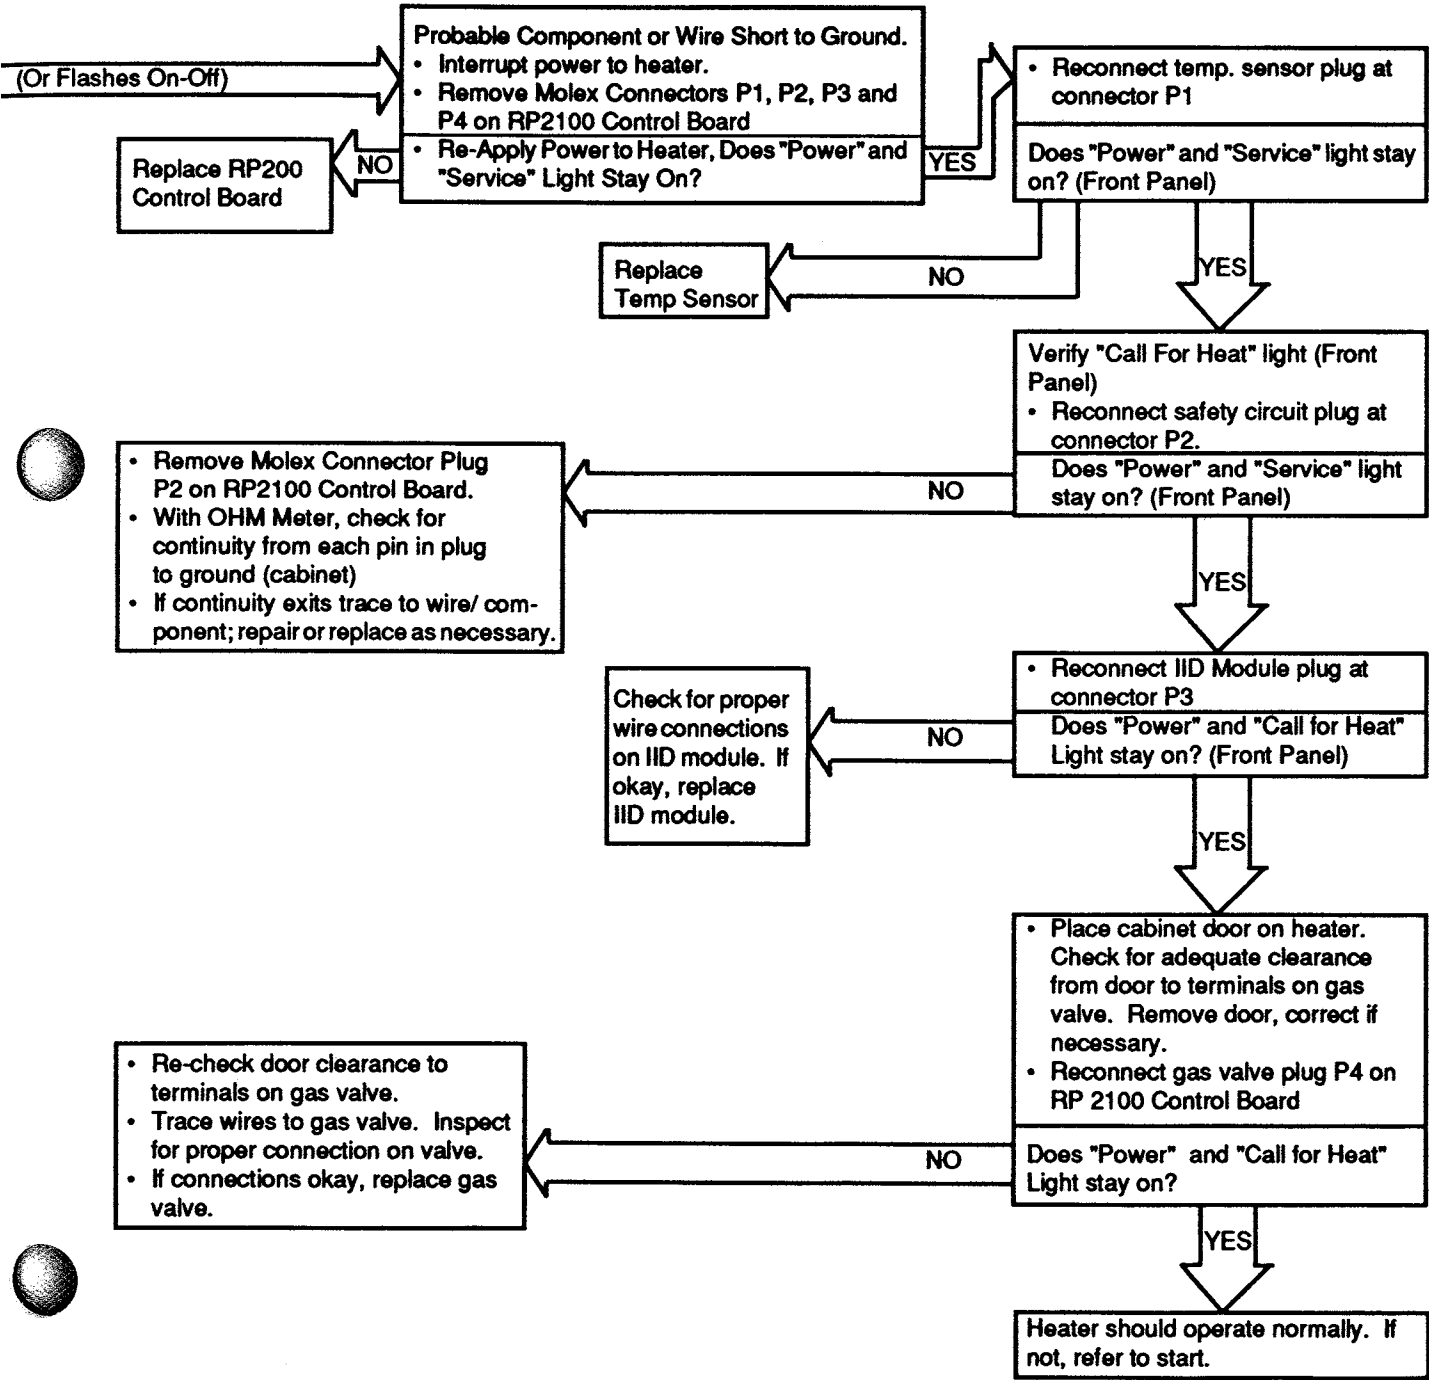 (Or Flashes On-Off)
Probable Component or Wire Short to Ground.
• Interrupt power to heater.
• Remove Molex Connectors P1, P2, P3 and
P4 on RP2100 Control Board
• Re-Apply Power to Heater, Does "Power" and
"Service" Light Stay On?
NO
Replace RP200
Control Board
YES
• Reconnect temp. sensor plug at
connector P1
Does "Power" and "Service" light stay
on? (Front Panel)
NO
Replace
Temp Sensor
YES
Verify "Call For Heat" light (Front
Panel)
• Reconnect safety circuit plug at
connector P2.
Does "Power" and "Service" light
stay on? (Front Panel)
NO
• Remove Molex Connector Plug
P2 on RP2100 Control Board.
• With OHM Meter, check for
continuity from each pin in plug
to ground (cabinet)
• If continuity exits trace to wire/ com-
ponent; repair or replace as necessary.
YES
• Reconnect IID Module plug at
connector P3
Does "Power" and "Call for Heat"
Light stay on? (Front Panel)
NO
Check for proper
wire connections
on IID module. If
okay, replace
IID module.
YES
• Place cabinet door on heater.
Check for adequate clearance
from door to terminals on gas
valve. Remove door, correct if
necessary.
• Reconnect gas valve plug P4 on
RP 2100 Control Board
Does "Power" and "Call for Heat"
Light stay on?
NO
• Re-check door clearance to
terminals on gas valve.
• Trace wires to gas valve. Inspect
for proper connection on valve.
• If connections okay, replace gas
valve.
YES
Heater should operate normally. If
not, refer to start.